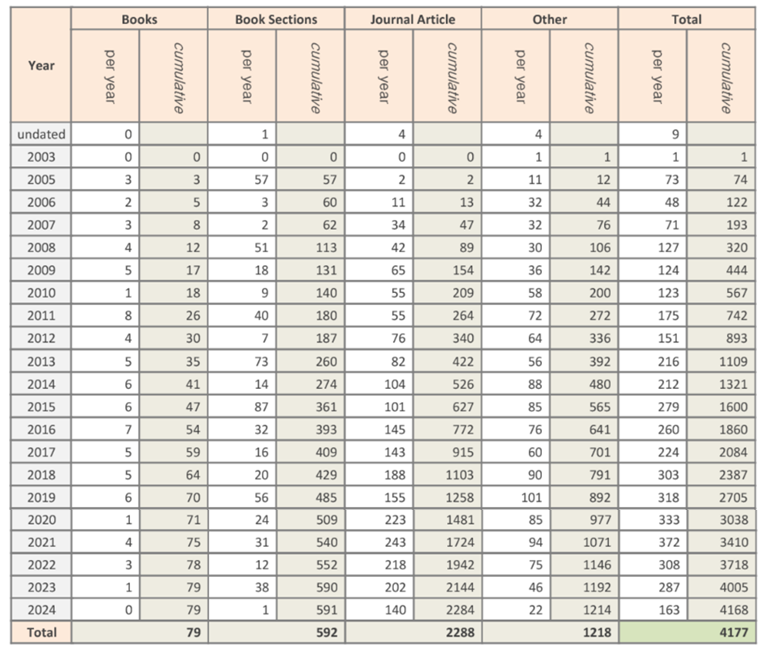 Books Book Sections Journal Article Other Total
Year per year cumulative per year cumulative per year cumulative per year cumulative per year cumulative
undated 0 1 4 4 9
2003 0 0 0 0 0 0 1 1 1 1
2005 3 3 57 57 2 2 11 12 73 74
2006 2 5 3 60 11 13 32 44 48 122
2007 3 8 2 62 34 47 32 76 71 193
2008 4 12 51 113 42 89 30 106 127 320
2009 5 17 18 131 65 154 36 142 124 444
2010 1 18 9 140 55 209 58 200 123 567
2011 8 26 40 180 55 264 72 272 175 742
2012 4 30 7 187 76 340 64 336 151 893
2013 5 35 73 260 82 422 56 392 216 1109
2014 6 41 14 274 104 526 88 480 212 1321
2015 6 47 87 361 101 627 85 565 279 1600
2016 7 54 32 393 145 772 76 641 260 1860
2017 5 59 16 409 143 915 60 701 224 2084
2018 5 64 20 429 188 1103 90 791 303 2387
2019 6 70 56 485 155 1258 101 892 318 2705
2020 1 71 24 509 223 1481 85 977 333 3038
2021 4 75 31 540 243 1724 94 1071 372 3410
2022 3 78 12 552 218 1942 75 1146 308 3718
2023 1 79 38 590 202 2144 46 1192 287 4005
2024 0 79 1 591 140 2284 22 1214 163 4168
Total 79 592 2288 1218 4177